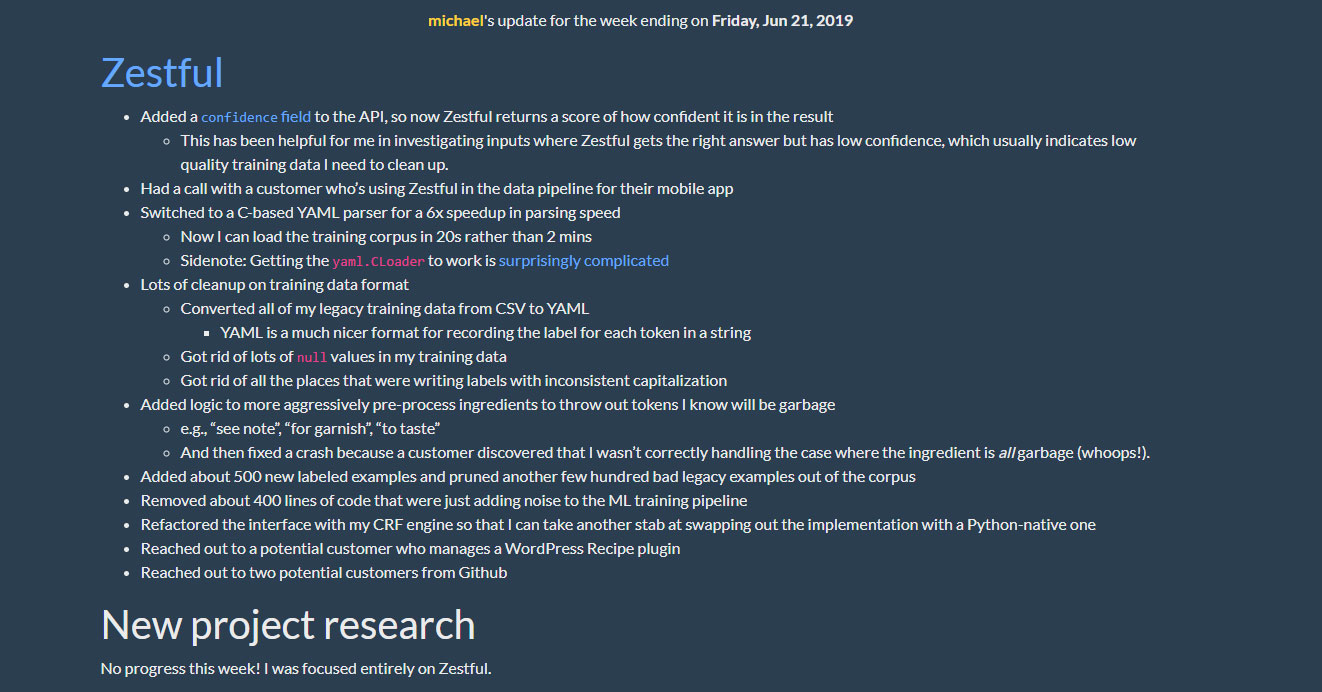 michael's update for the week ending on Friday, Jun 21, 2019
Zestful
Added a confidence field to the API, so now Zestful returns a score of how confident it is in the result
This has been helpful for me in investigating inputs where Zestful gets the right answer but has low confidence, which usually indicates low
quality training data I need to clean up.
Had a call with a customer who’s using Zestful in the data pipeline for their mobile app
Switched to a C-based YAML parser for a 6x speedup in parsing speed
Now I can load the training corpus in 20s rather than 2 mins
Sidenote: Getting the yaml.CLoader to work is surprisingly complicated
Lots of cleanup on training data format
Converted all of my legacy training data from CSV to YAML
YAML is a much nicer format for recording the label for each token in a string
Got rid of lots of null values in my training data
Got rid of all the places that were writing labels with inconsistent capitalization
Added logic to more aggressively pre-process ingredients to throw out tokens I know will be garbage
e.g., “see note”, “for garnish”, “to taste”
And then fixed a crash because a customer discovered that I wasn’t correctly handling the case where the ingredient is all garbage (whoops!).
Added about 500 new labeled examples and pruned another few hundred bad legacy examples out of the corpus
Removed about 400 lines of code that were just adding noise to the ML training pipeline
Refactored the interface with my CRF engine so that I can take another stab at swapping out the implementation with a Python-native one
Reached out to a potential customer who manages a WordPress Recipe plugin
Reached out to two potential customers from Github
New project research
No progress this week! I was focused entirely on Zestful.